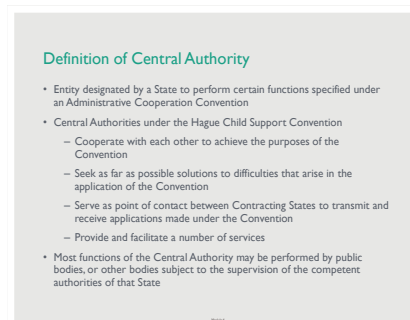 Definition of Central Authority
• Entity designated by a State to perform certain functions specified under
an Administrative Cooperation Convention
• Central Authorities under the Hague Child Support Convention
– Cooperate with each other to achieve the purposes of the
Convention
– Seek as far as possible solutions to difficulties that arise in the
application of the Convention
– Serve as point of contact between Contracting States to transmit and
receive applications made under the Convention
– Provide and facilitate a number of services
• Most functions of the Central Authority may be performed by public
bodies, or other bodies subject to the supervision of the competent
authorities of that State